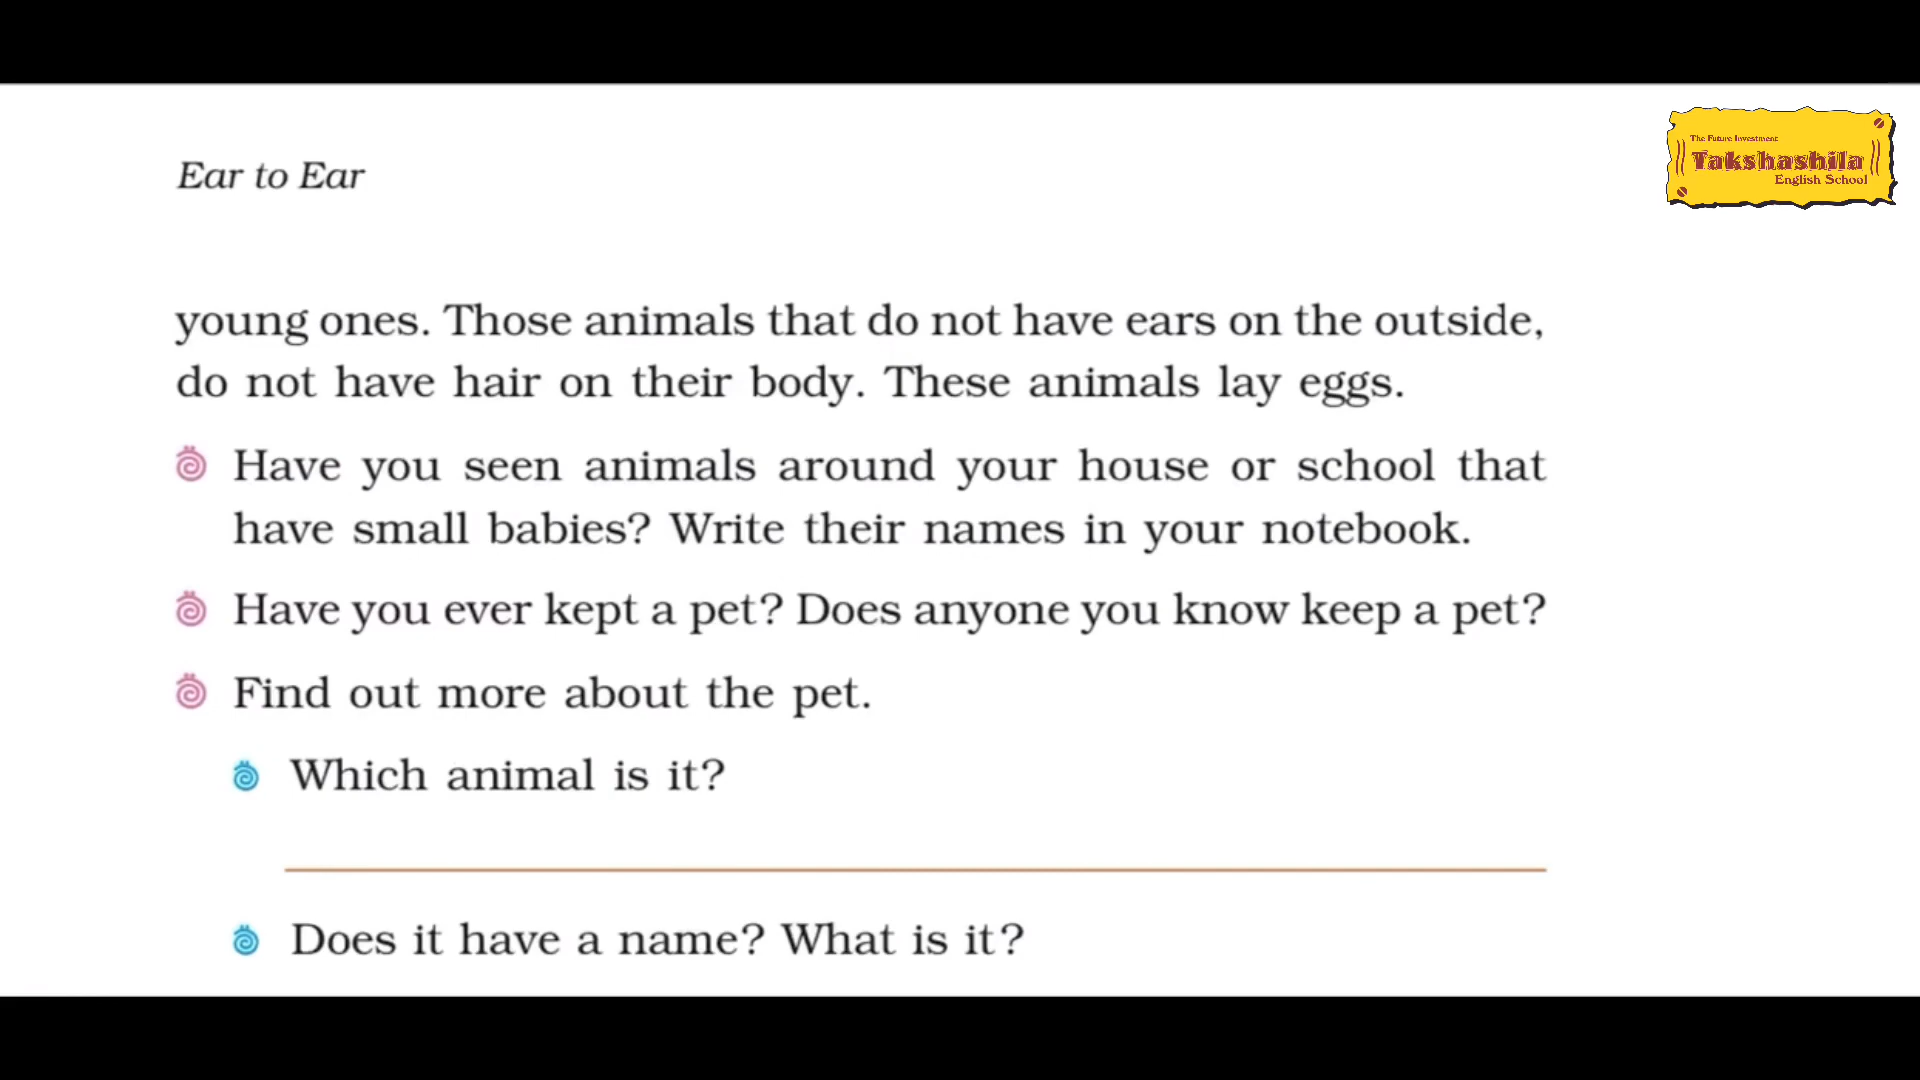 The Future Investment
Takshashila
English School
Ear to Ear
young ones. Those animals that do not have ears on the outside,
do not have hair on their body. These animals lay eggs.
Have you seen animals around your house or school that
have small babies? Write their names in your notebook.
Have you ever kept a pet? Does anyone you know keep a pet?
Find out more about the pet.
Which animal is it?
Does it have a name? What is it?